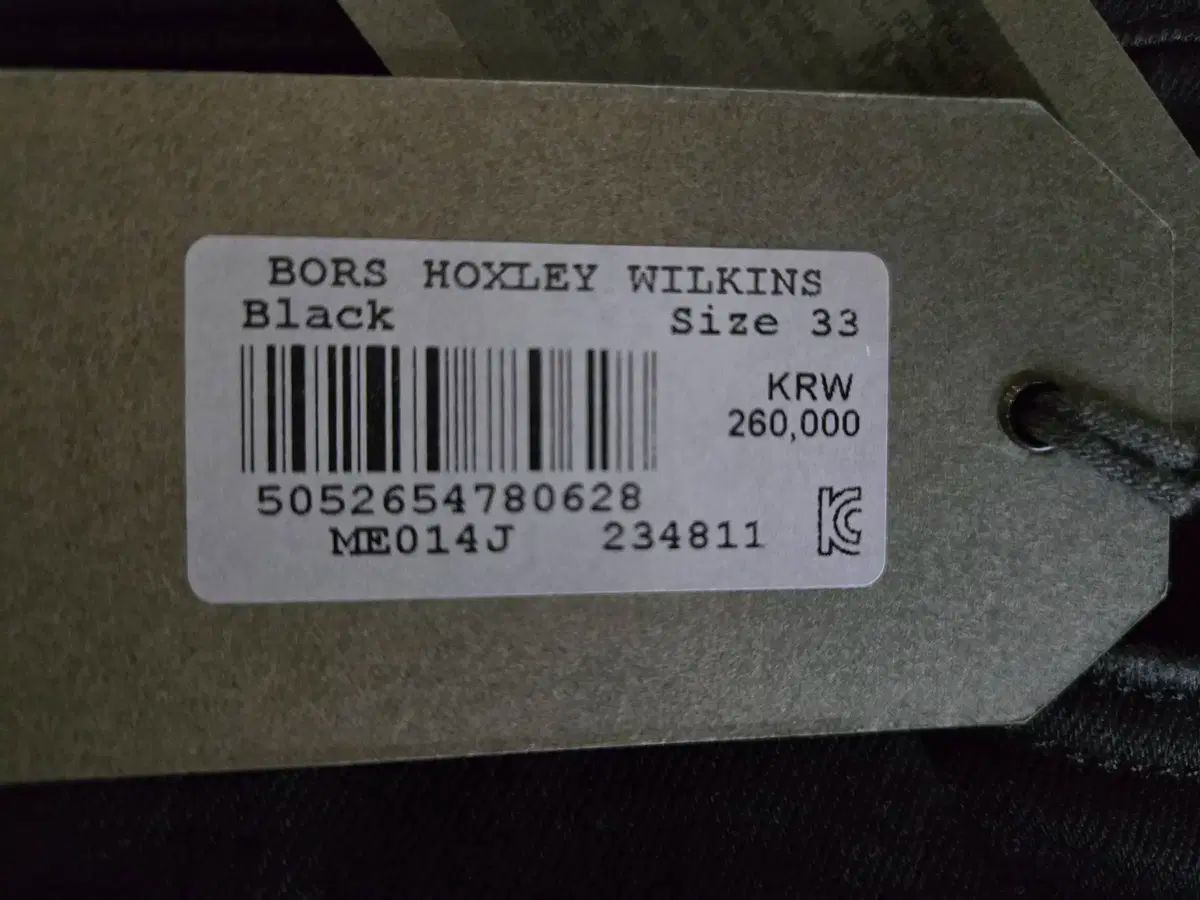 BORS HOXLEY WILKINS
Black Size 33
KRW
260,000
5052654780628
ME014J 234811